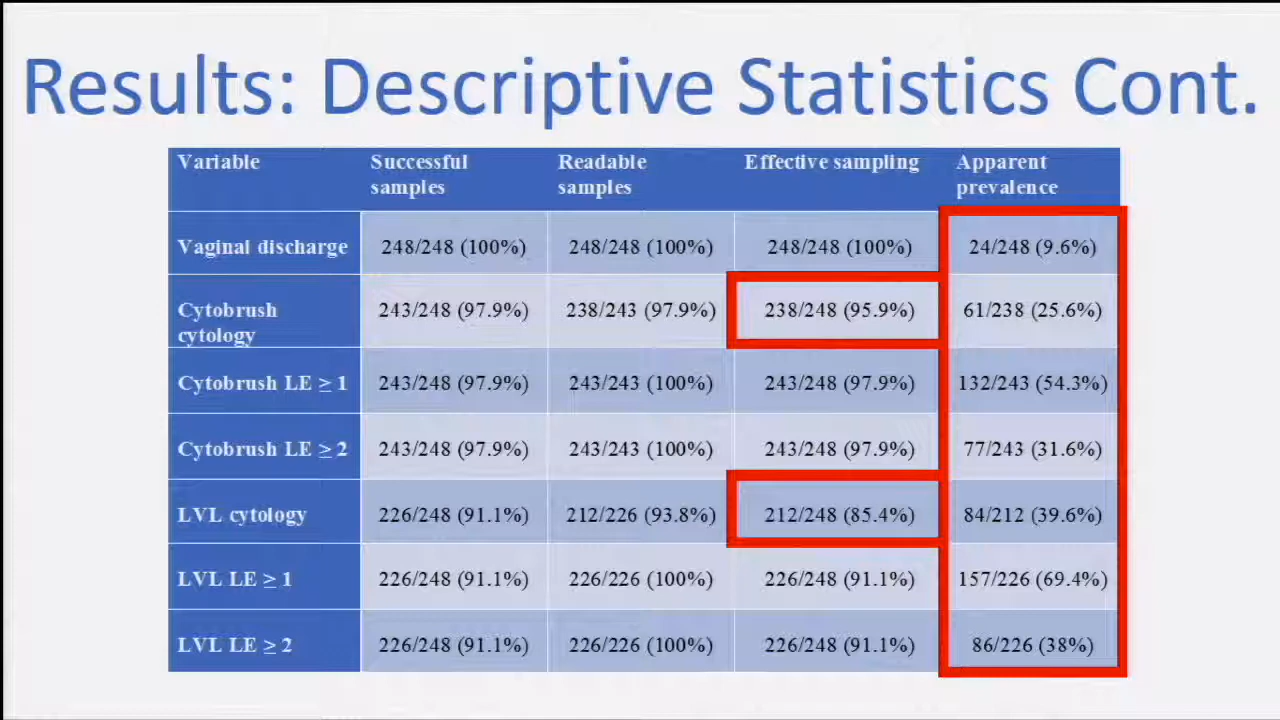 Results: Descriptive Statistics Cont.
Variable Successful samples Readable samples Effective sampling Apparent prevalence
Vaginal discharge 248/248 (100%) 248/248 (100%) 248/248 (100%) 24/248 (9.6%)
Cytobrush cytology 243/248 (97.9%) 238/243 (97.9%) 238/248 (95.9%) 61/238 (25.6%)
Cytobrush LE ≥ 1 243/248 (97.9%) 243/243 (100%) 243/248 (97.9%) 132/243 (54.3%)
Cytobrush LE ≥ 2 243/248 (97.9%) 243/243 (100%) 243/248 (97.9%) 77/243 (31.6%)
LVL cytology 226/248 (91.1%) 212/226 (93.8%) 212/248 (85.4%) 84/212 (39.6%)
LVL LE ≥ 1 226/248 (91.1%) 226/226 (100%) 226/248 (91.1%) 157/226 (69.4%)
LVL LE ≥ 2 226/248 (91.1%) 226/226 (100%) 226/248 (91.1%) 86/226 (38%)